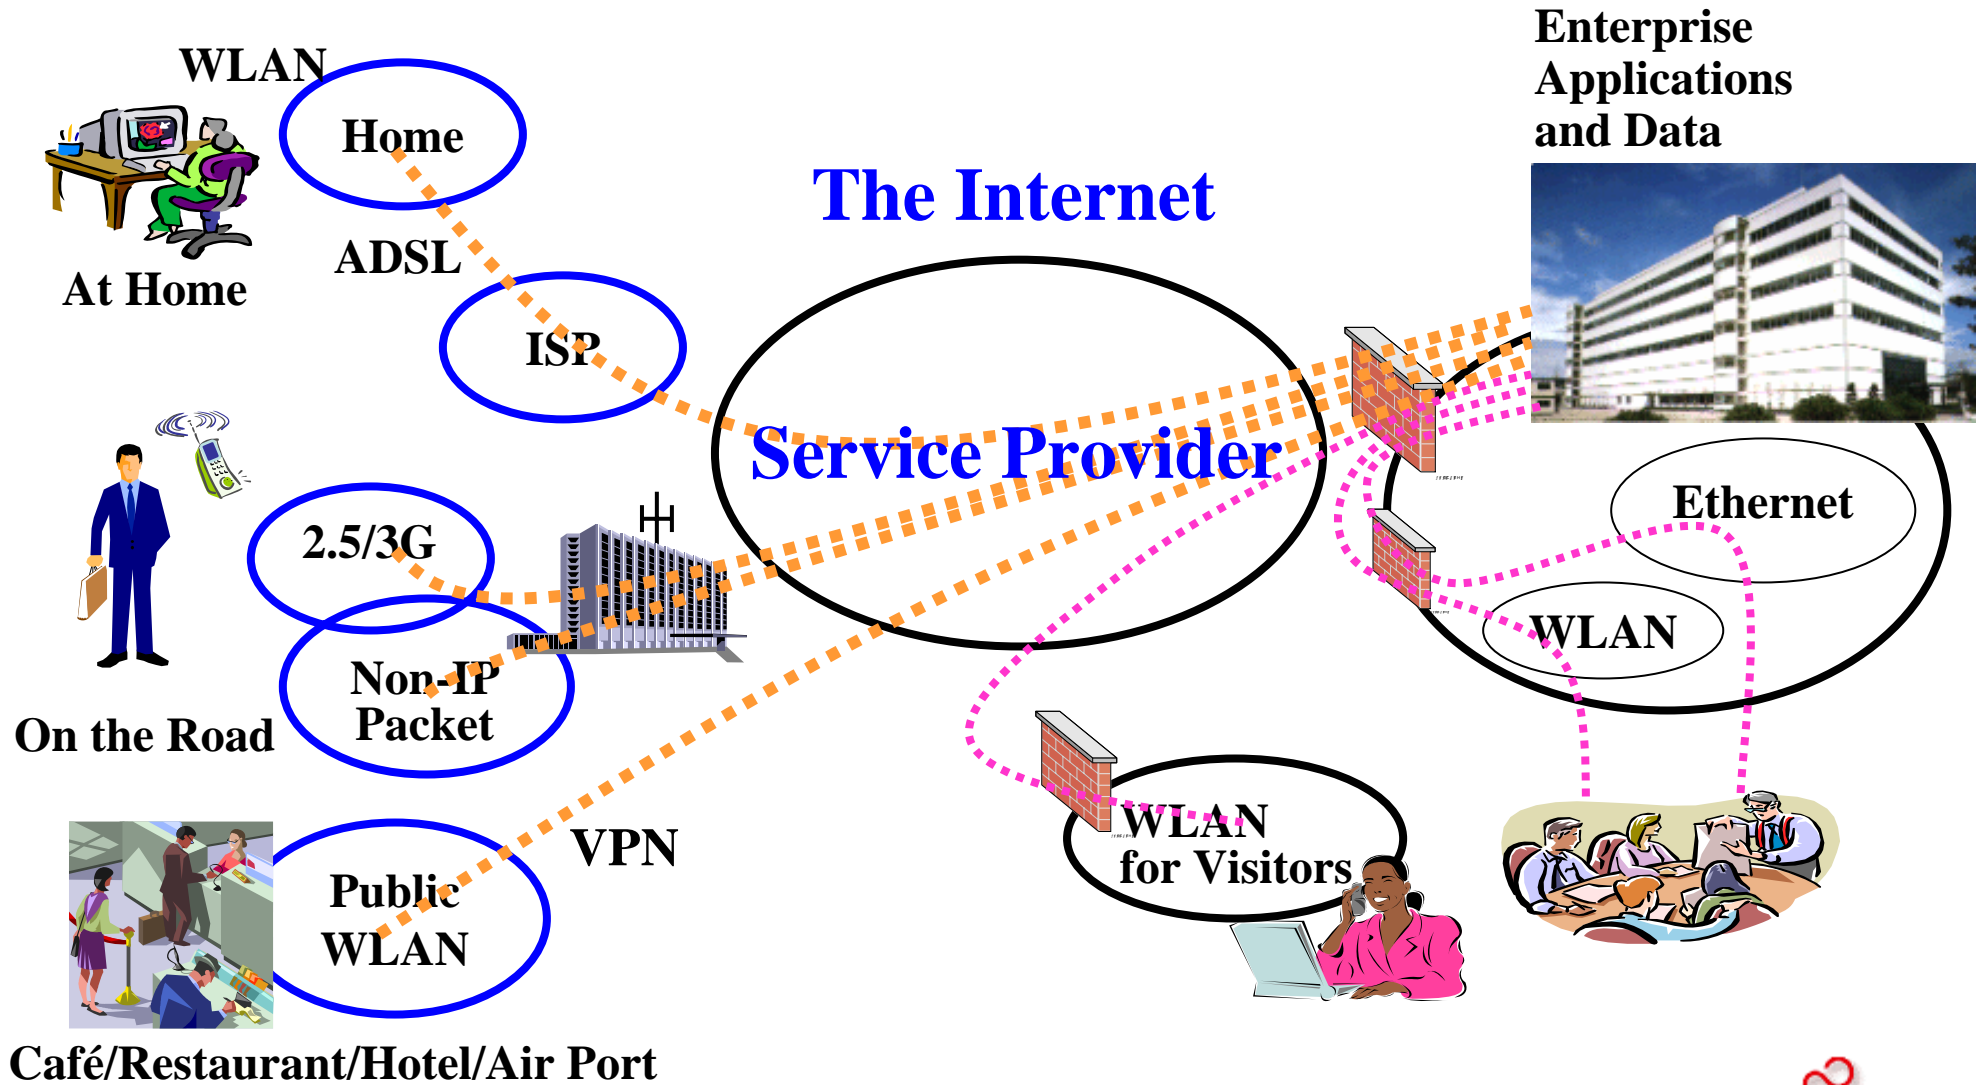 Enterprise
Applications
and Data
WLAN
Home
The Internet
ADSL
At Home
ISP
Service Provider
Ethernet
2.5/3G
WLAN
Non-IP
Packet
On the Road
WLAN
for Visitors
VPN
Public
WLAN
Café/Restaurant/Hotel/Air Port